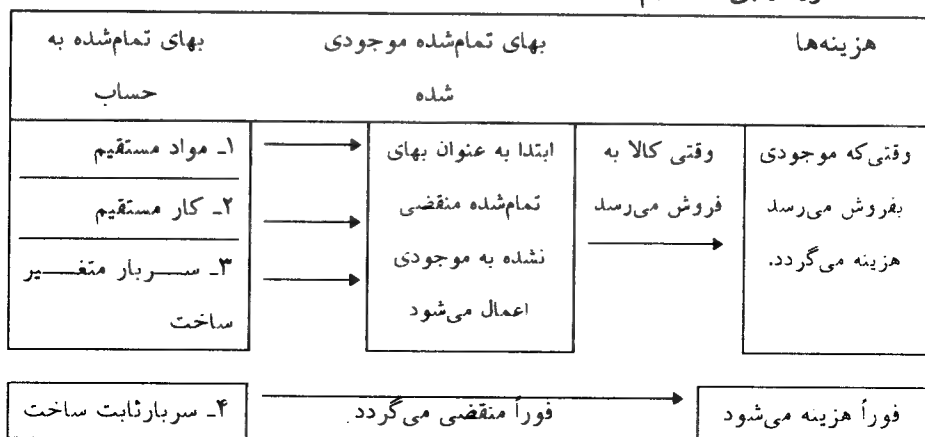 هزینه‌ها
بهای تمام‌شده موجودی
شده
بهای تمام‌شده به
حساب
۱ـ مواد مستقیم
۲ـ کار مستقیم
۳ـ سربار متغیر
ساخت
ابتدا به عنوان بهای
تمام‌شده منقضی
نشده به موجودی
اعمال می‌شود
وقتی کالا به
فروش می‌رسد
وقتی‌که موجودی
بفروش می‌رسد
هزینه می‌گردد.
۴ـ سربارثابت ساخت
فوراً منقضی می‌گردد
فوراً هزینه می‌شود